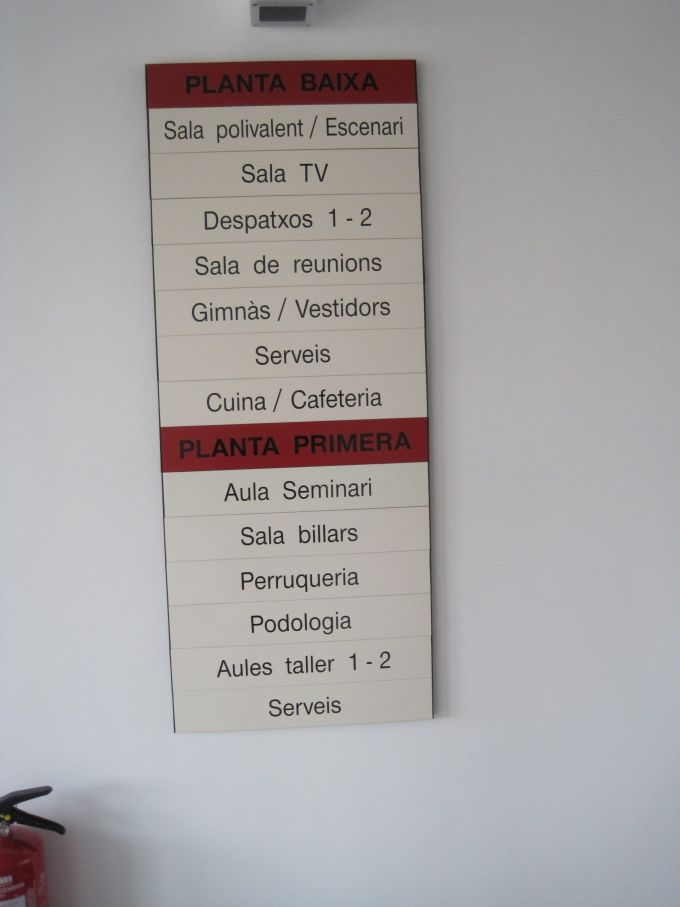 PLANTA BAIXA
Sala polivalent / Escenari
Sala TV
Despatxos 1 - 2
Sala de reunions
Gimnàs / Vestidors
Serveis
Cuina / Cafeteria
PLANTA PRIMERA
Aula Seminari
Sala billars
Perruqueria
Podologia
Aules taller 1 - 2
Serveis